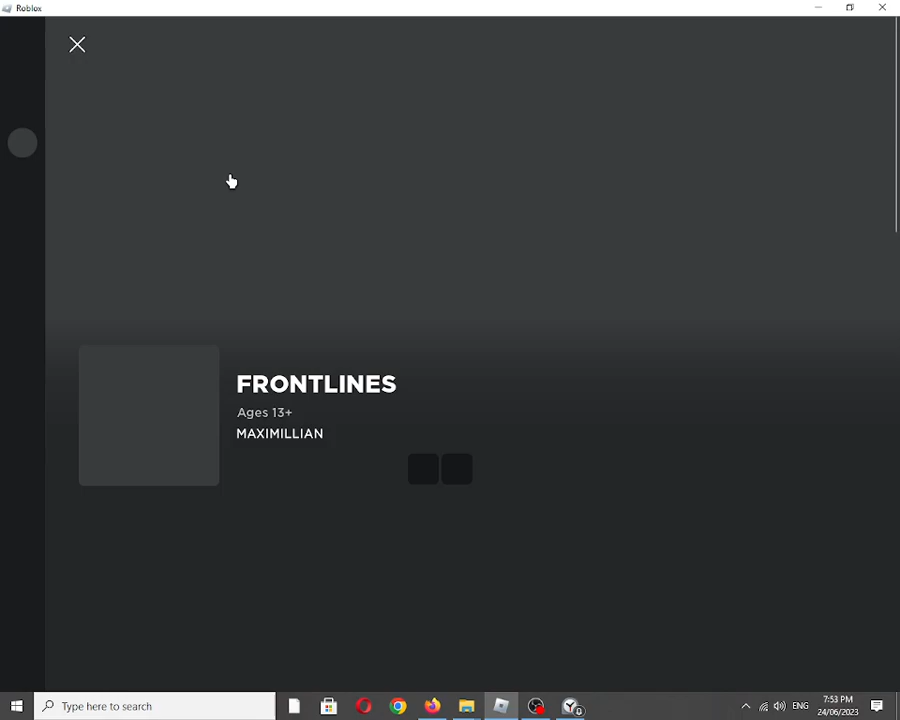 Roblox
FRONTLINES
Ages 13+
MAXIMILLIAN
Type here to search
ENG
7:53 PM
24/06/2023